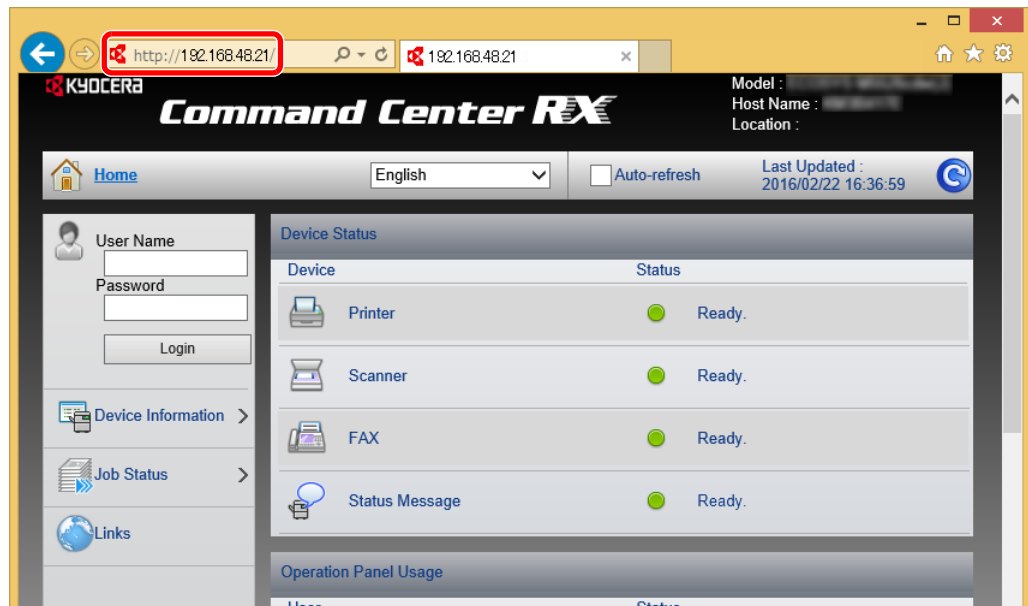 http://192.168.48.21/
192.168.48.21
KYOCERA
Command Center RX
Model :
Host Name :
Location :
Home
English
Auto-refresh
Last Updated :
2016/02/22 16:36:59
User Name
Password
Login
Device Information
Job Status
Links
Device Status
Device Status
Printer Ready.
Scanner Ready.
FAX Ready.
Status Message Ready.
Operation Panel Usage
User Status